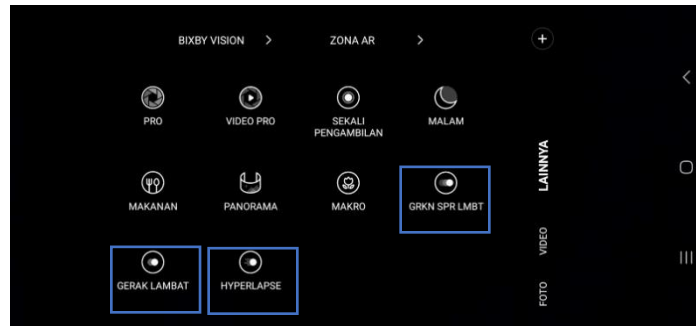 BIXBY VISION >
ZONA AR >
PRO
VIDEO PRO
SEKALI
PENGAMBILAN
MALAM
MAKANAN
PANORAMA
MAKRO
GRKN SPR LMBT
GERAK LAMBAT
HYPERLAPSE
LAINNYA
VIDEO
FOTO